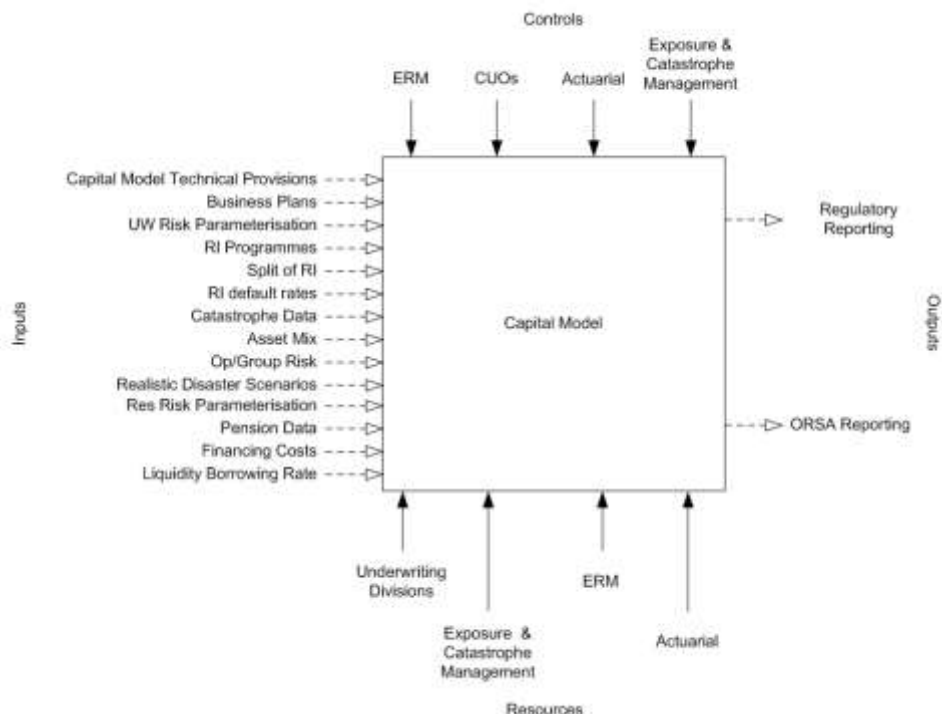 Controls
ERM
CUOs
Actuarial
Exposure &
Catastrophe
Management
Capital Model Technical Provisions
Business Plans
UW Risk Parameterisation
RI Programmes
Split of RI
RI default rates
Catastrophe Data
Asset Mix
Op/Group Risk
Realistic Disaster Scenarios
Res Risk Parameterisation
Pension Data
Financing Costs
Liquidity Borrowing Rate
Inputs
Capital Model
Regulatory
Reporting
ORSA Reporting
Outputs
Underwriting
Divisions
Exposure &
Catastrophe
Management
ERM
Actuarial
Resources